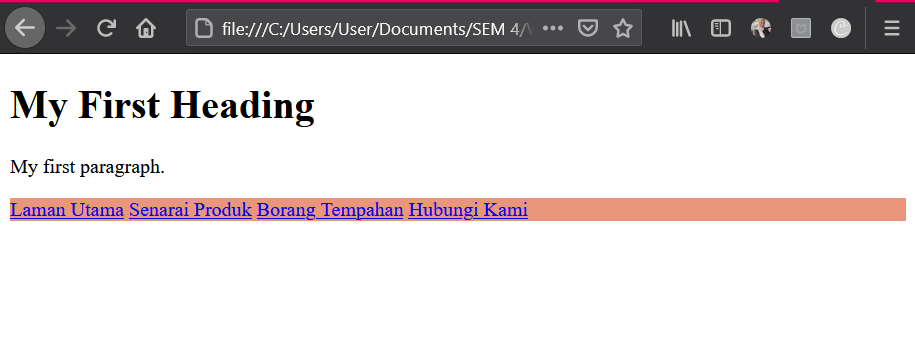 file:///C:/Users/User/Documents/SEM 4/
My First Heading
My first paragraph.
Laman Utama Senarai Produk Borang Tempahan Hubungi Kami